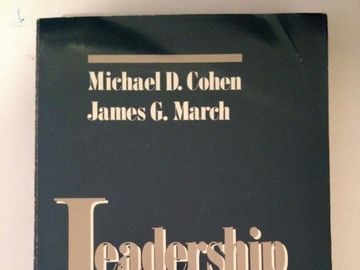 Michael D. Cohen
James G. March
Leadership